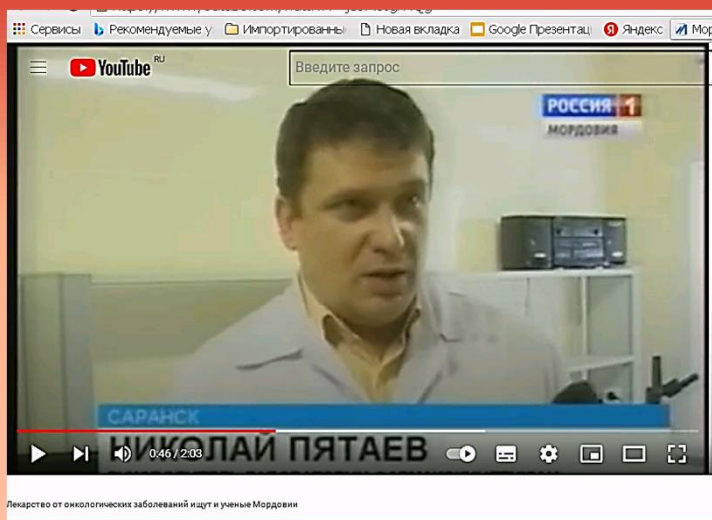 Сервисы Рекомендуемые у Импортированны Новая вкладка Google Презентац Яндекс Мор
YouTube RU
Введите запрос
РОССИЯ 1
МОРДОВИЯ
САРАНСК
НИКОЛАЙ ПЯТАЕВ
0:46 / 2:03
Лекарство от онкологических заболеваний ищут и ученые Мордовии